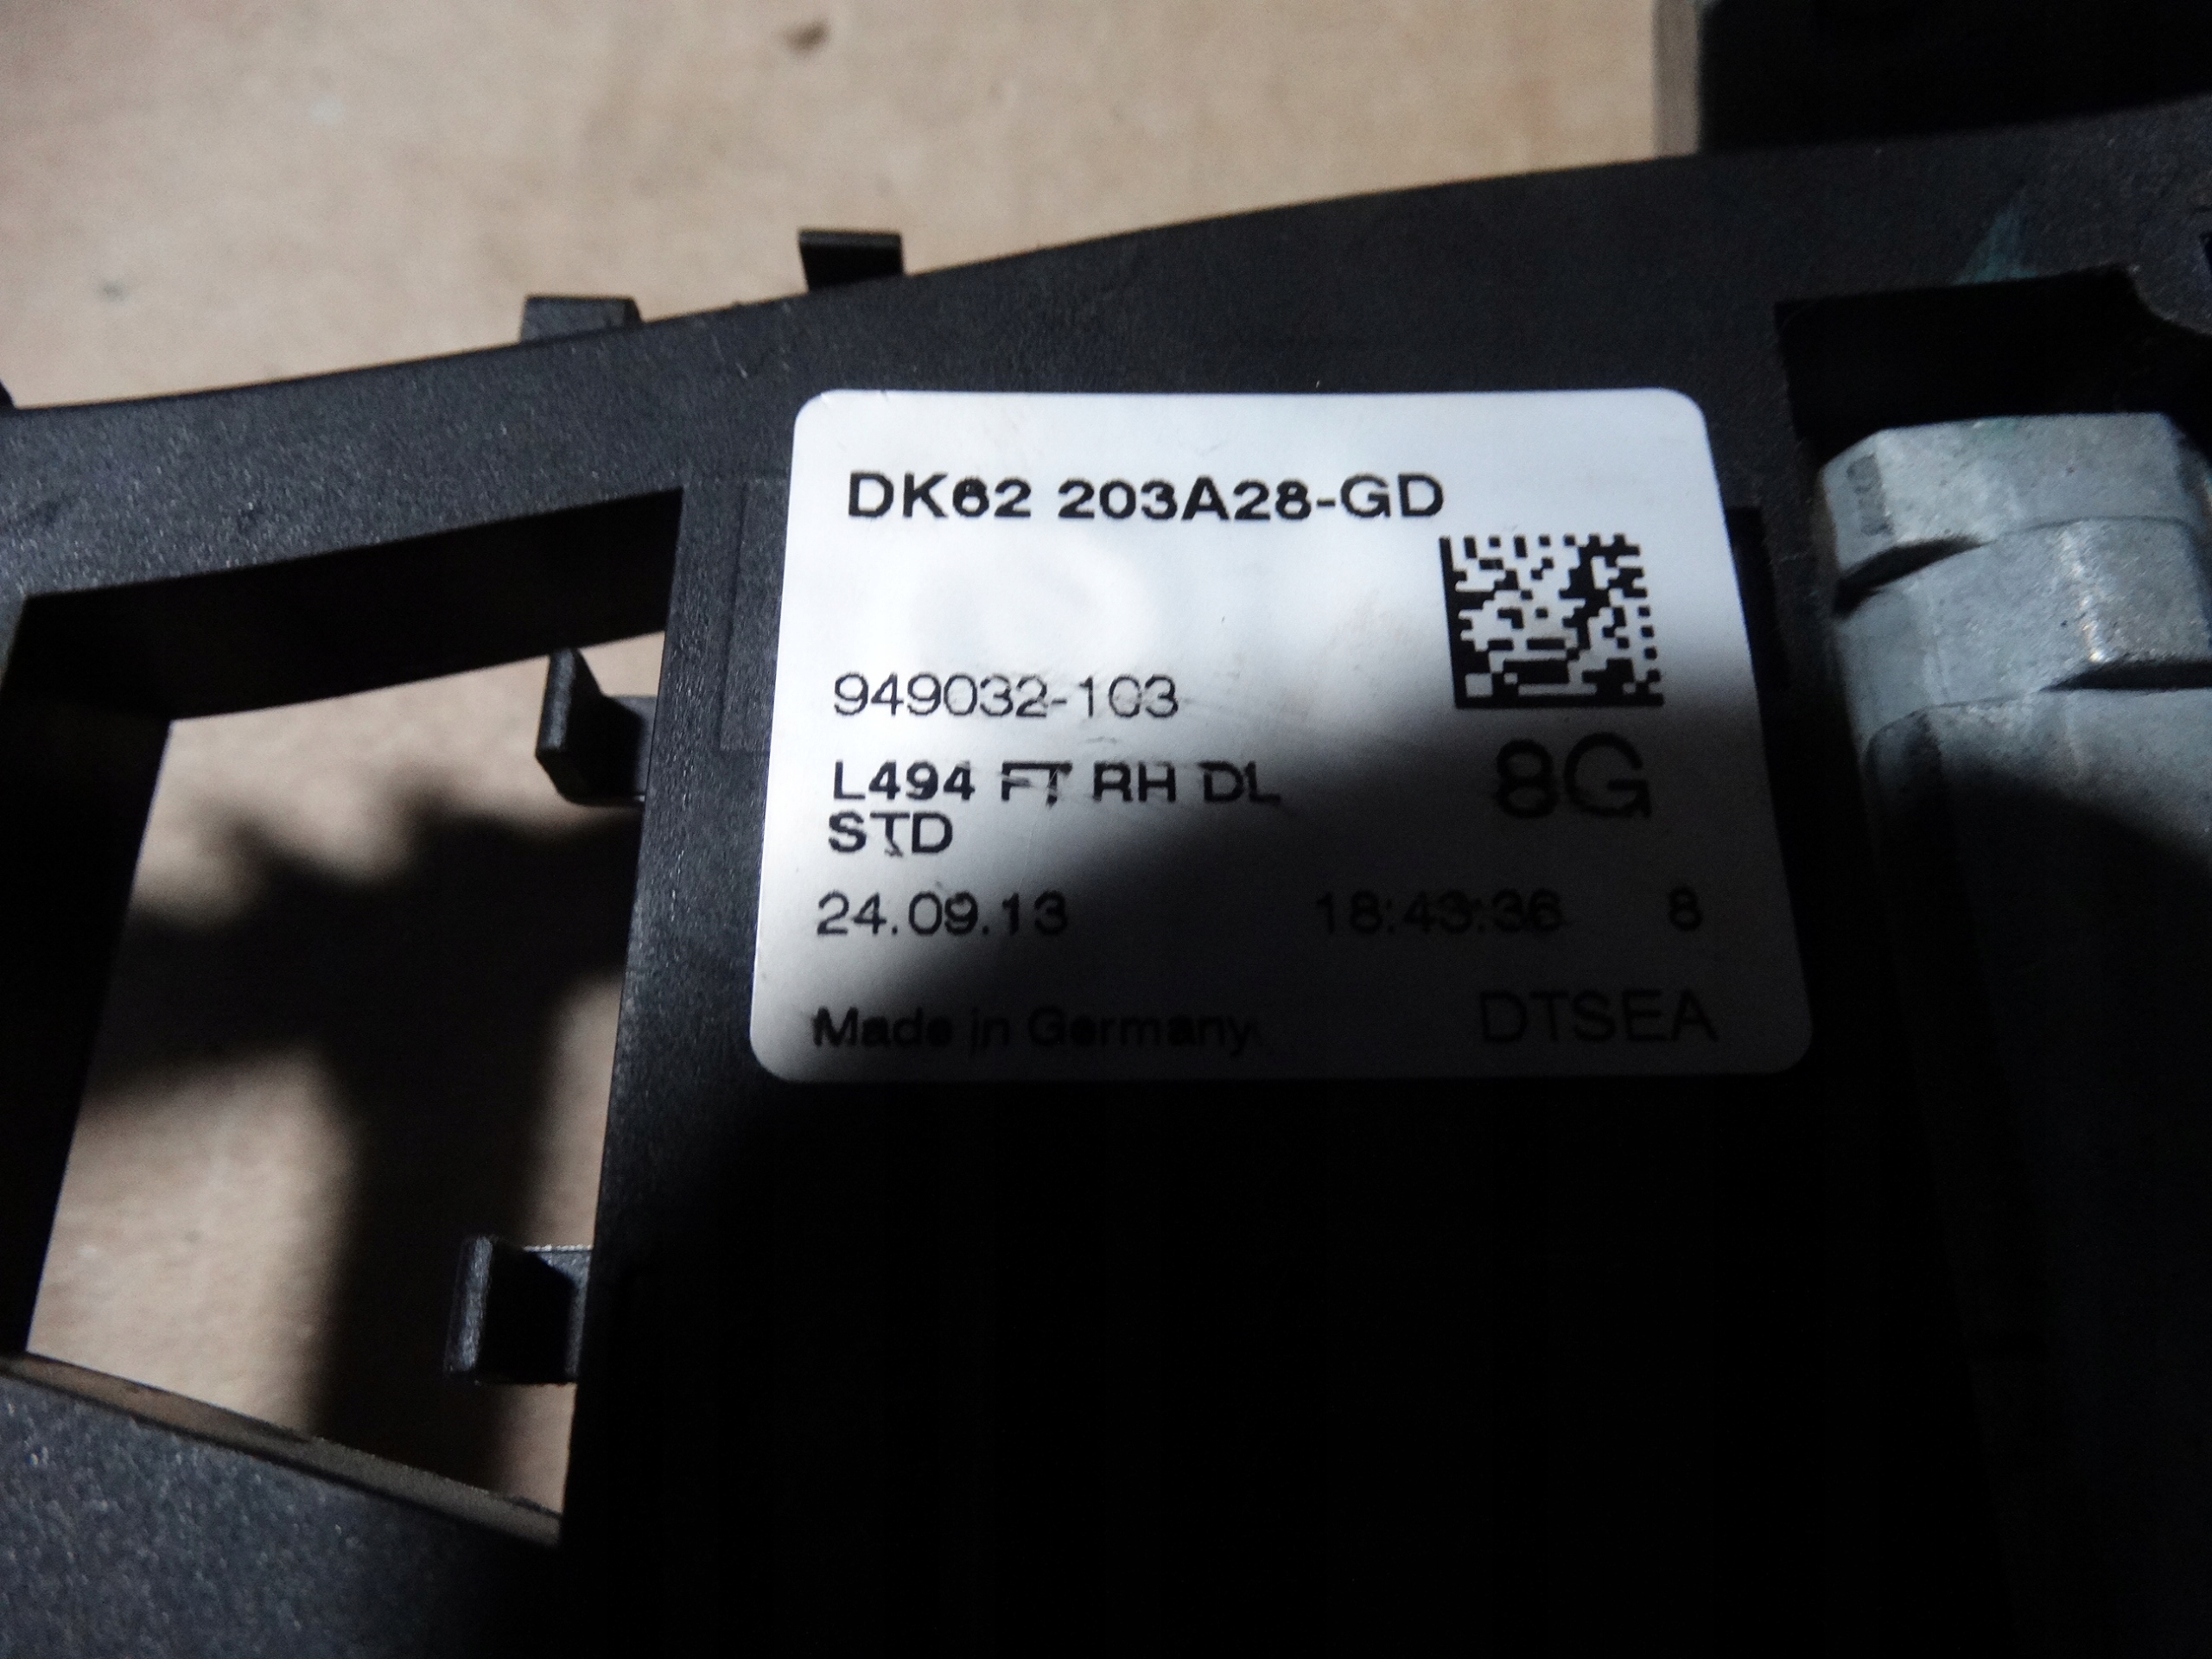 DK62 203A28-GD
949032-103
L494 FT RH DL
8G
STD
24.09.13 18:43:36 8
Made in Germany
DTSEA